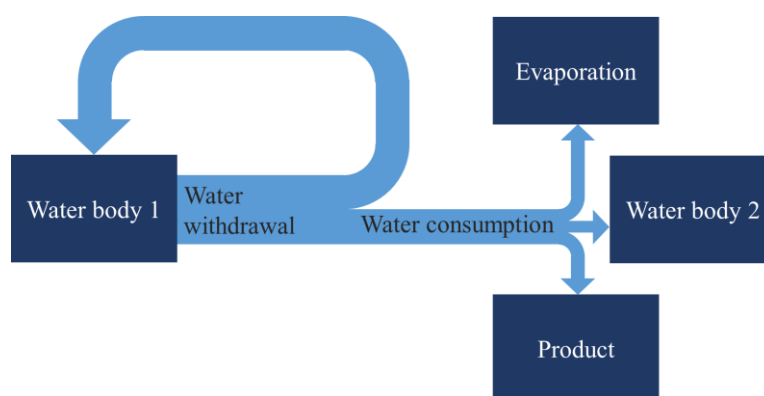 Evaporation
Water body 1
Water
withdrawal
Water consumption
Water body 2
Product